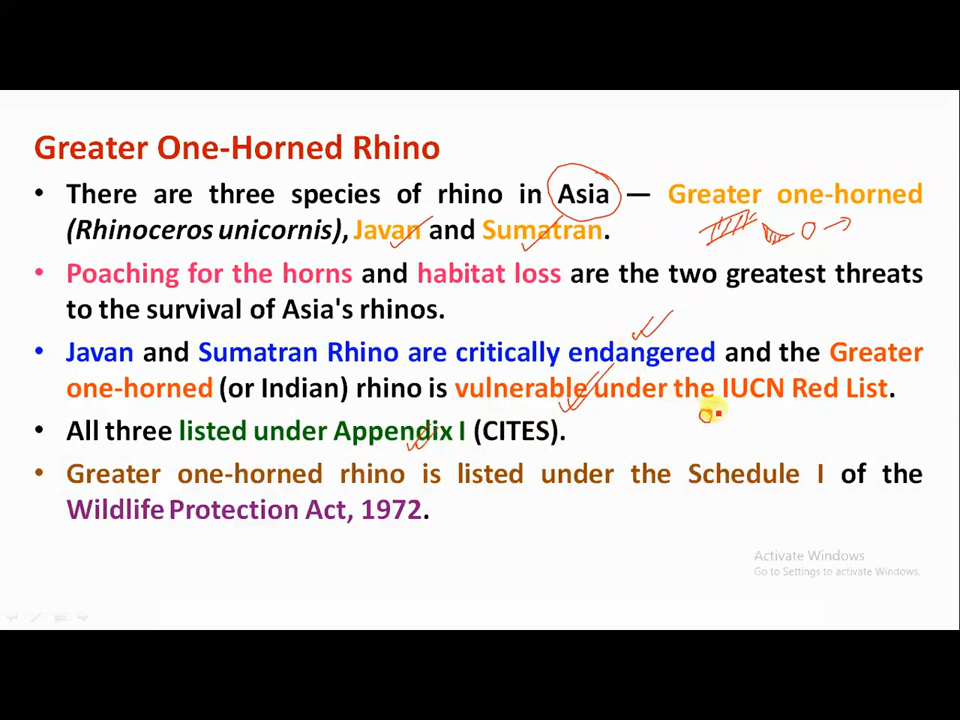 Greater One-Horned Rhino
• There are three species of rhino in Asia — Greater one-horned
(Rhinoceros unicornis), Javan and Sumatran.
• Poaching for the horns and habitat loss are the two greatest threats
to the survival of Asia's rhinos.
• Javan and Sumatran Rhino are critically endangered and the Greater
one-horned (or Indian) rhino is vulnerable under the IUCN Red List.
• All three listed under Appendix I (CITES).
• Greater one-horned rhino is listed under the Schedule I of the
Wildlife Protection Act, 1972.
Activate Windows
Go to Settings to activate Windows.